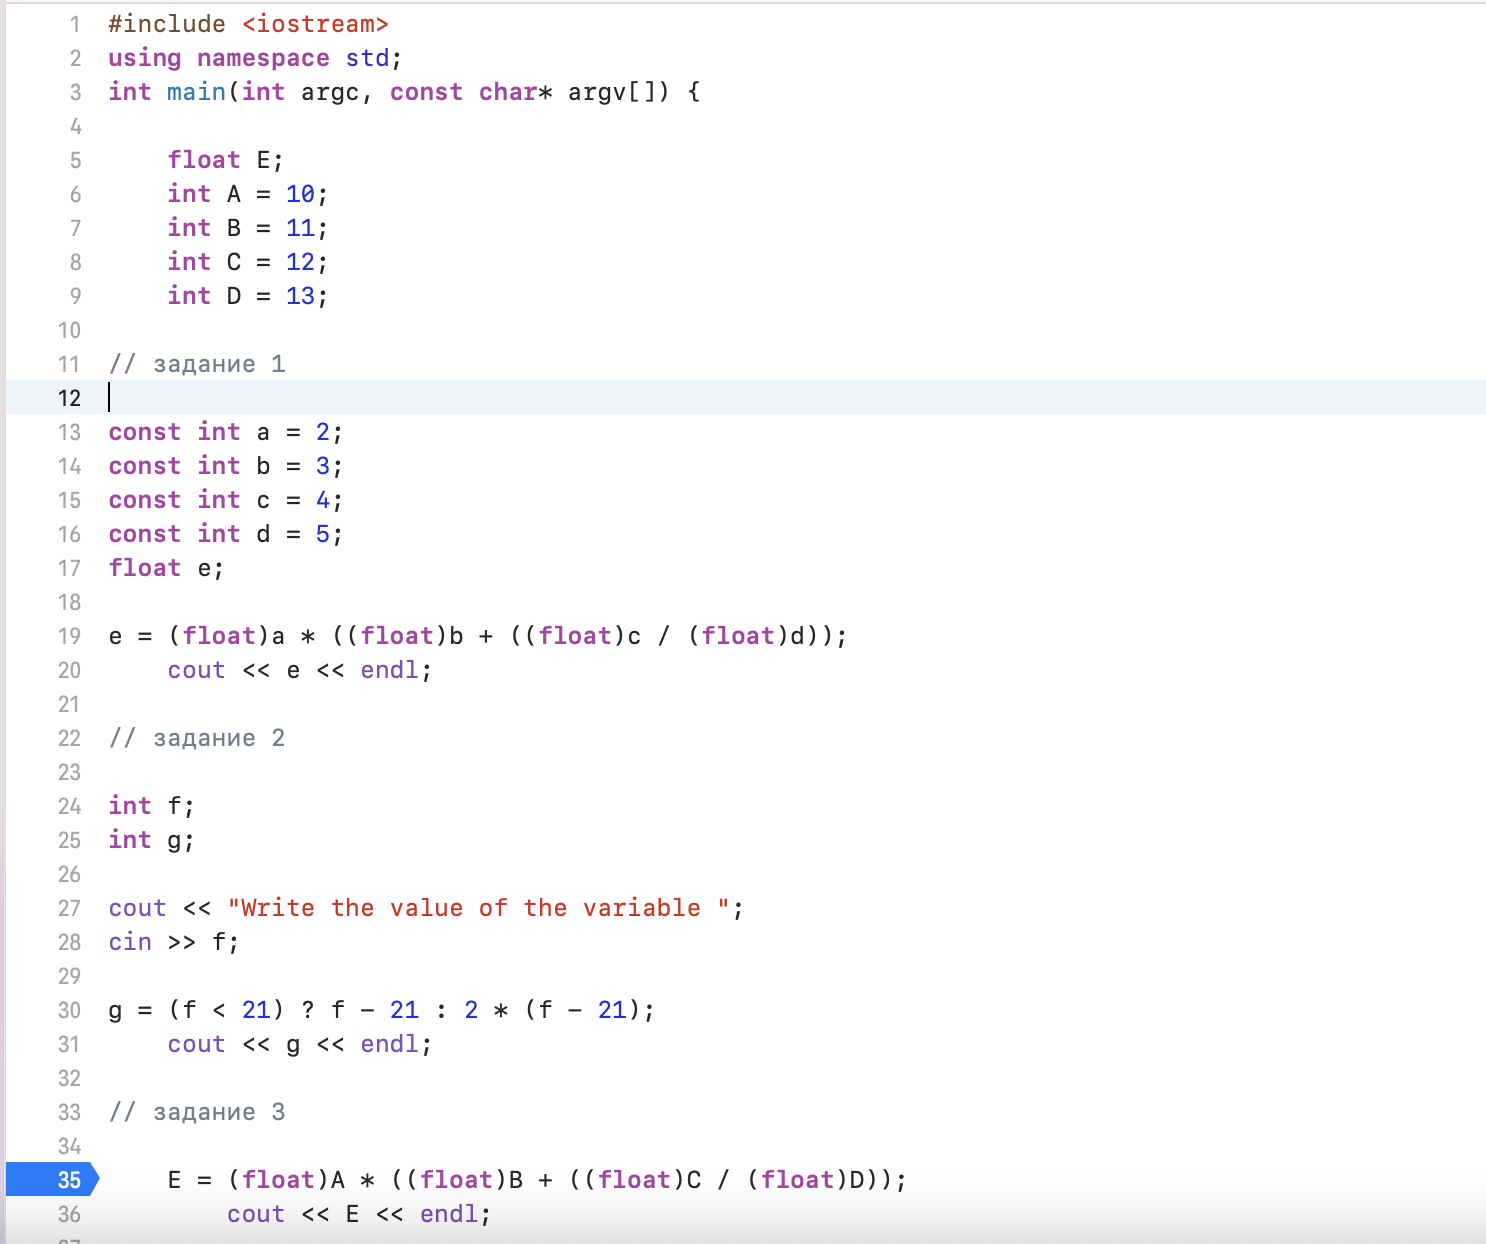 1 #include <iostream>
2 using namespace std;
3 int main(int argc, const char* argv[]) {
4
5     float E;
6     int A = 10;
7     int B = 11;
8     int C = 12;
9     int D = 13;
10
11 // задание 1
12
13 const int a = 2;
14 const int b = 3;
15 const int c = 4;
16 const int d = 5;
17 float e;
18
19 e = (float)a * ((float)b + ((float)c / (float)d));
20     cout << e << endl;
21
22 // задание 2
23
24 int f;
25 int g;
26
27 cout << "Write the value of the variable ";
28 cin >> f;
29
30 g = (f < 21) ? f - 21 : 2 * (f - 21);
31     cout << g << endl;
32
33 // задание 3
34
35     E = (float)A * ((float)B + ((float)C / (float)D));
36         cout << E << endl;